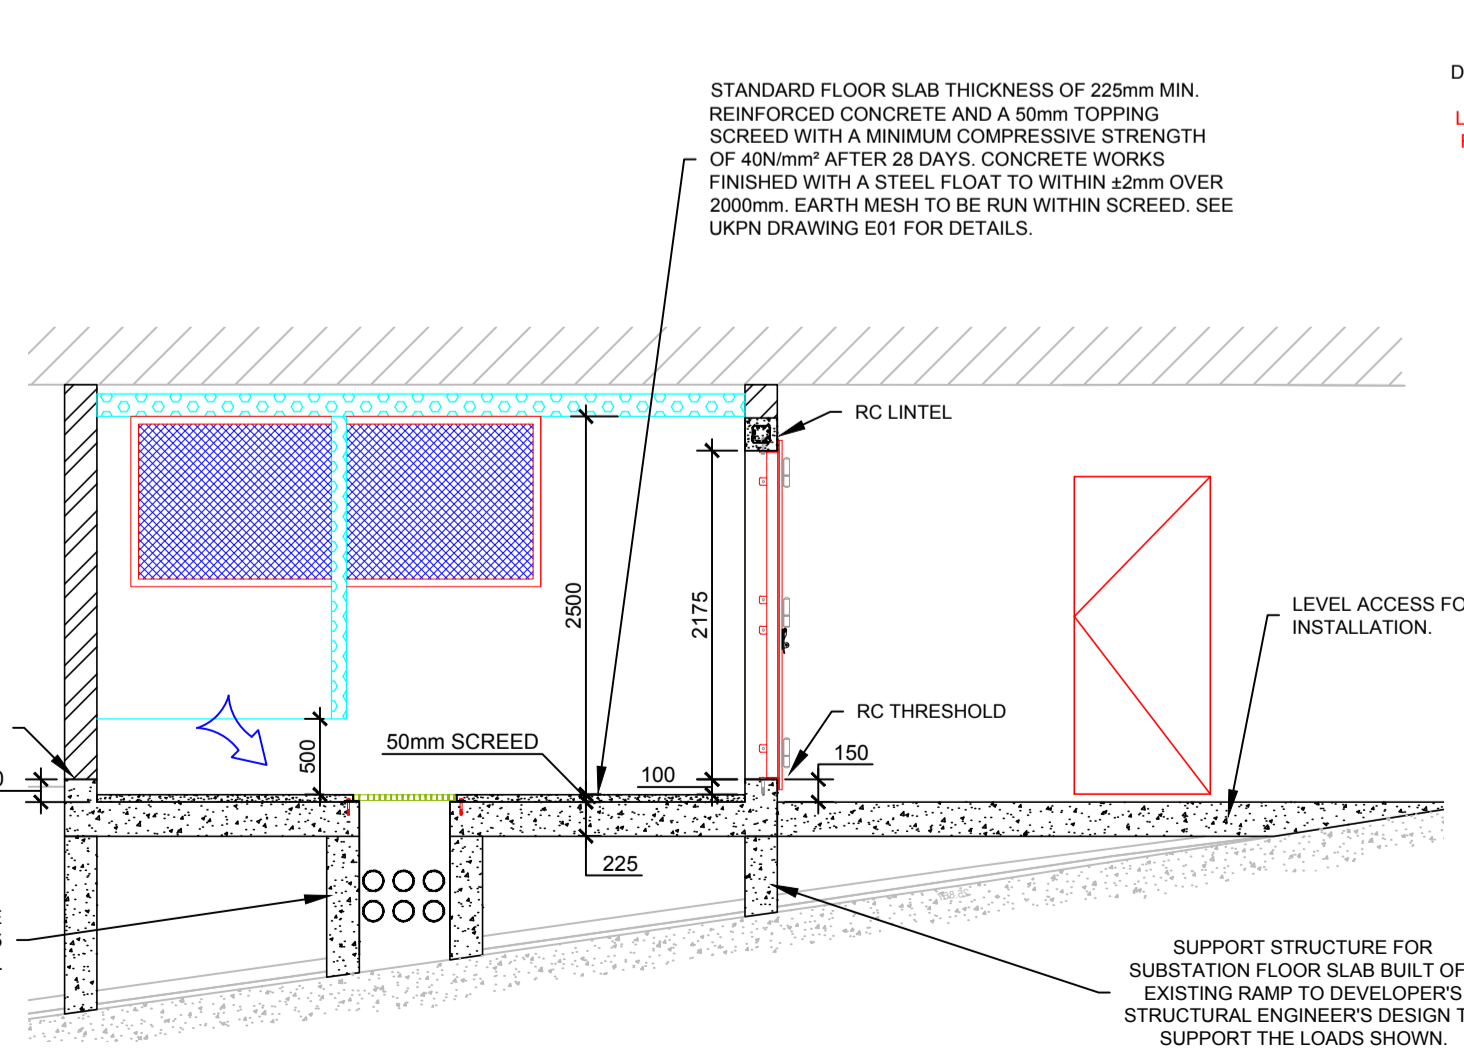 STANDARD FLOOR SLAB THICKNESS OF 225mm MIN.
REINFORCED CONCRETE AND A 50mm TOPPING
SCREED WITH A MINIMUM COMPRESSIVE STRENGTH
OF 40N/mm² AFTER 28 DAYS. CONCRETE WORKS
FINISHED WITH A STEEL FLOAT TO WITHIN ±2mm OVER
2000mm. EARTH MESH TO BE RUN WITHIN SCREED. SEE
UKPN DRAWING E01 FOR DETAILS.
RC LINTEL
2500
2175
LEVEL ACCESS FO
INSTALLATION.
RC THRESHOLD
500
50mm SCREED
100
150
225
SUPPORT STRUCTURE FOR
SUBSTATION FLOOR SLAB BUILT OF
EXISTING RAMP TO DEVELOPER'S
STRUCTURAL ENGINEER'S DESIGN T
SUPPORT THE LOADS SHOWN.